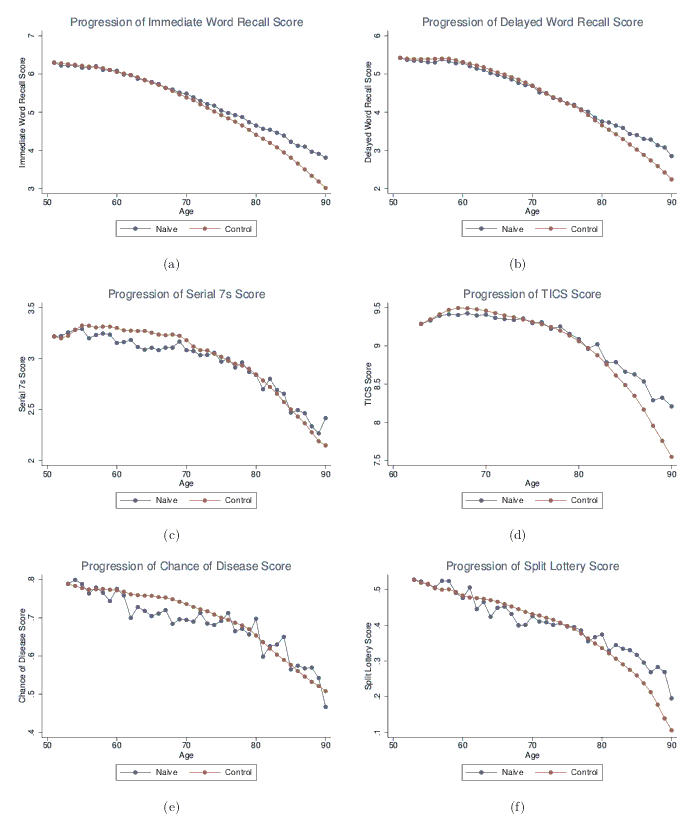 Progression of Immediate Word Recall Score
Immediate Word Recall Score
3 4 5 6 7
50 60 70 80 90
Age
Naive Control
(a)
Progression of Delayed Word Recall Score
Delayed Word Recall Score
2 3 4 5 6
50 60 70 80 90
Age
Naive Control
(b)
Progression of Serial 7s Score
Serial 7s Score
2 2.5 3 3.5
50 60 70 80 90
Age
Naive Control
(c)
Progression of TICS Score
TICS Score
7.5 8 8.5 9 9.5
60 70 80 90
Age
Naive Control
(d)
Progression of Chance of Disease Score
Chance of Disease Score
.4 .5 .6 .7 .8
50 60 70 80 90
Age
Naive Control
(e)
Progression of Split Lottery Score
Split Lottery Score
.1 .2 .3 .4 .5
50 60 70 80 90
Age
Naive Control
(f)